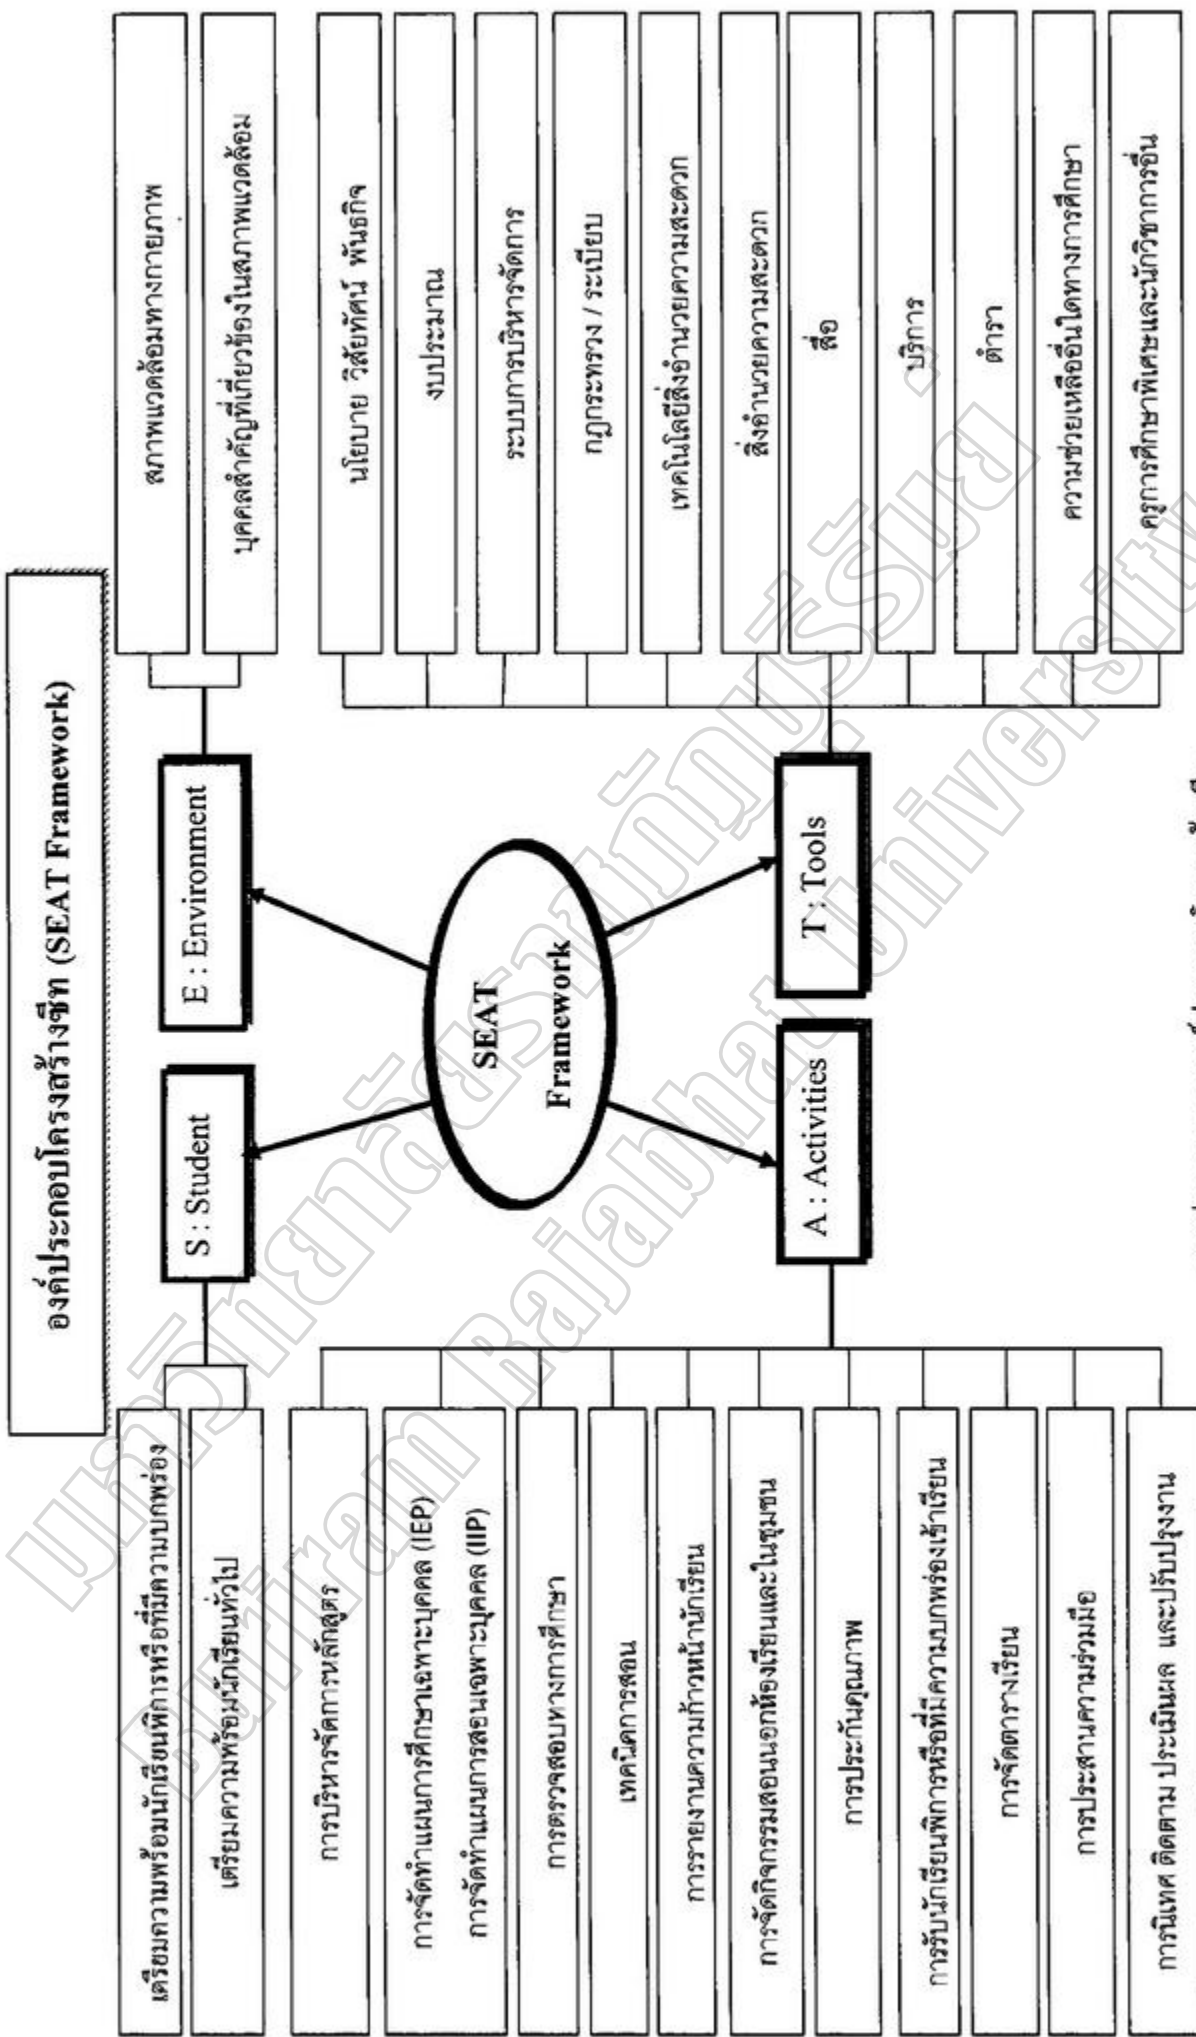 องค์ประกอบโครงสร้างซีท (SEAT Framework)
S : Student
เตรียมความพร้อมนักเรียนพิการหรือที่มีความบกพร่อง
เตรียมความพร้อมนักเรียนทั่วไป
E : Environment
สภาพแวดล้อมทางกายภาพ
บุคคลสำคัญที่เกี่ยวข้องในสภาพแวดล้อม
SEAT
Framework
A : Activities
การบริหารจัดการหลักสูตร
การจัดทำแผนการศึกษาเฉพาะบุคคล (IEP)
การจัดทำแผนการสอนเฉพาะบุคคล (IIP)
การตรวจสอบทางการศึกษา
เทคนิคการสอน
การรายงานความก้าวหน้านักเรียน
การจัดกิจกรรมสอนนอกห้องเรียนและในชุมชน
การประกันคุณภาพ
การรับนักเรียนพิการหรือที่มีความบกพร่องเข้าเรียน
การจัดตารางเรียน
การประสานความร่วมมือ
การนิเทศ ติดตาม ประเมินผล และปรับปรุงงาน
T : Tools
นโยบาย วิสัยทัศน์ พันธกิจ
งบประมาณ
ระบบการบริหารจัดการ
กฎกระทรวง / ระเบียบ
เทคโนโลยีสิ่งอำนวยความสะดวก
สิ่งอำนวยความสะดวก
สื่อ
บริการ
ตำรา
ความช่วยเหลืออื่นใดทางการศึกษา
ครูการศึกษาพิเศษและนักวิชาการอื่น
มหาวิทยาลัยราชภัฏบุรีรัมย์
Buriram Rajabhat University